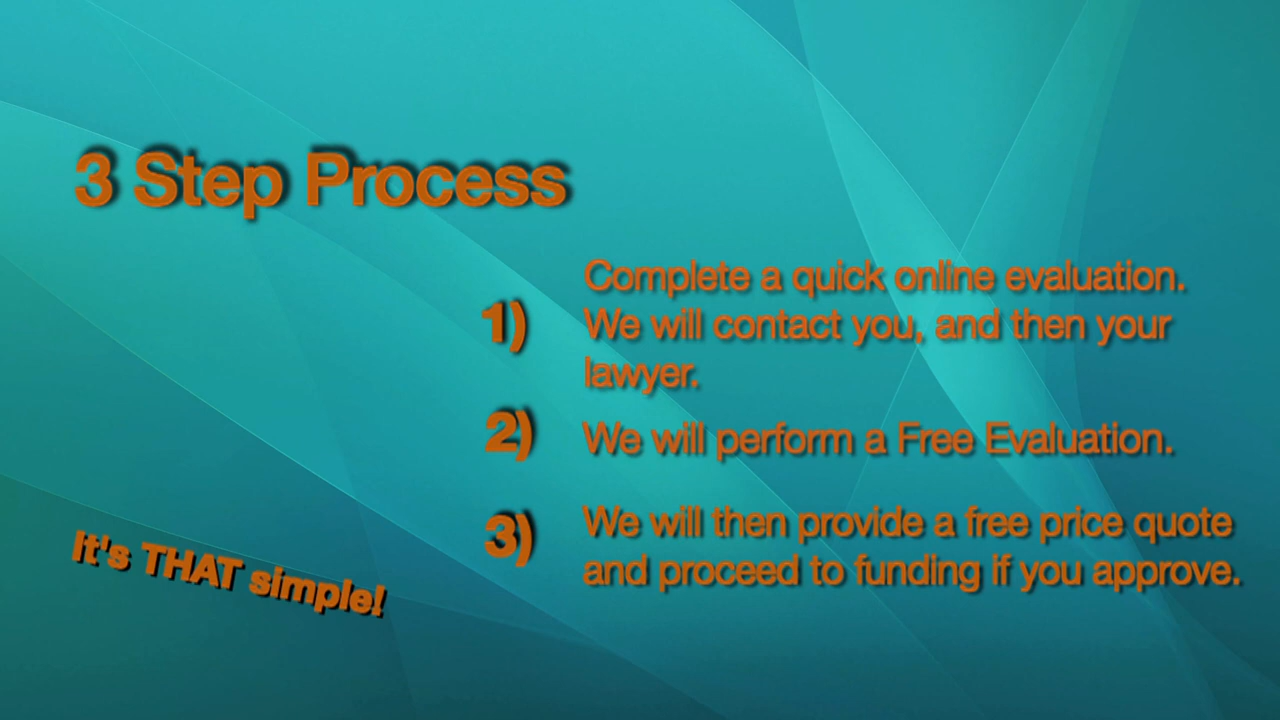 3 Step Process
1) Complete a quick online evaluation.
We will contact you, and then your
lawyer.
2) We will perform a Free Evaluation.
3) We will then provide a free price quote
and proceed to funding if you approve.
It's THAT simple!